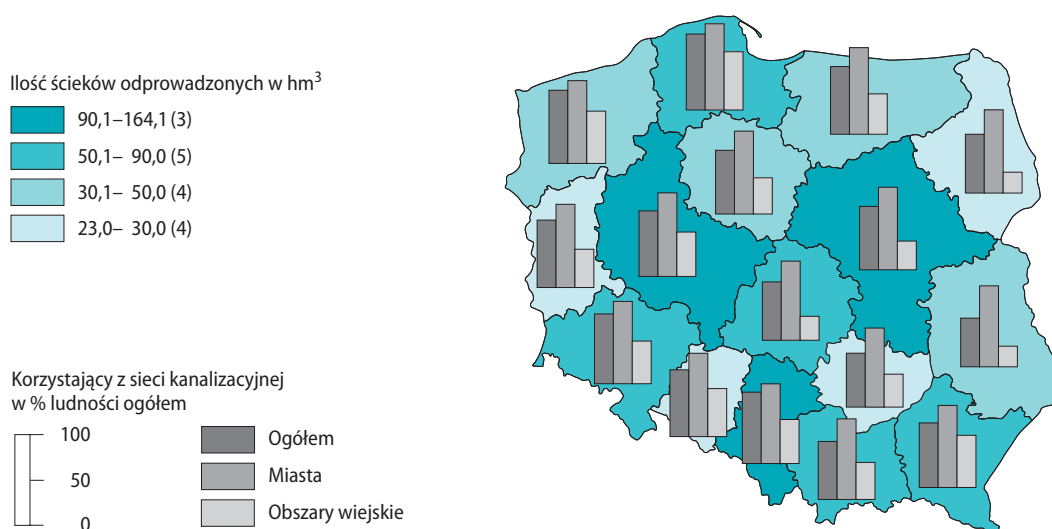 Ilość ścieków odprowadzonych w hm³
90,1–164,1 (3)
50,1– 90,0 (5)
30,1– 50,0 (4)
23,0– 30,0 (4)
Korzystający z sieci kanalizacyjnej
w % ludności ogółem
100
50
0
Ogółem
Miasta
Obszary wiejskie